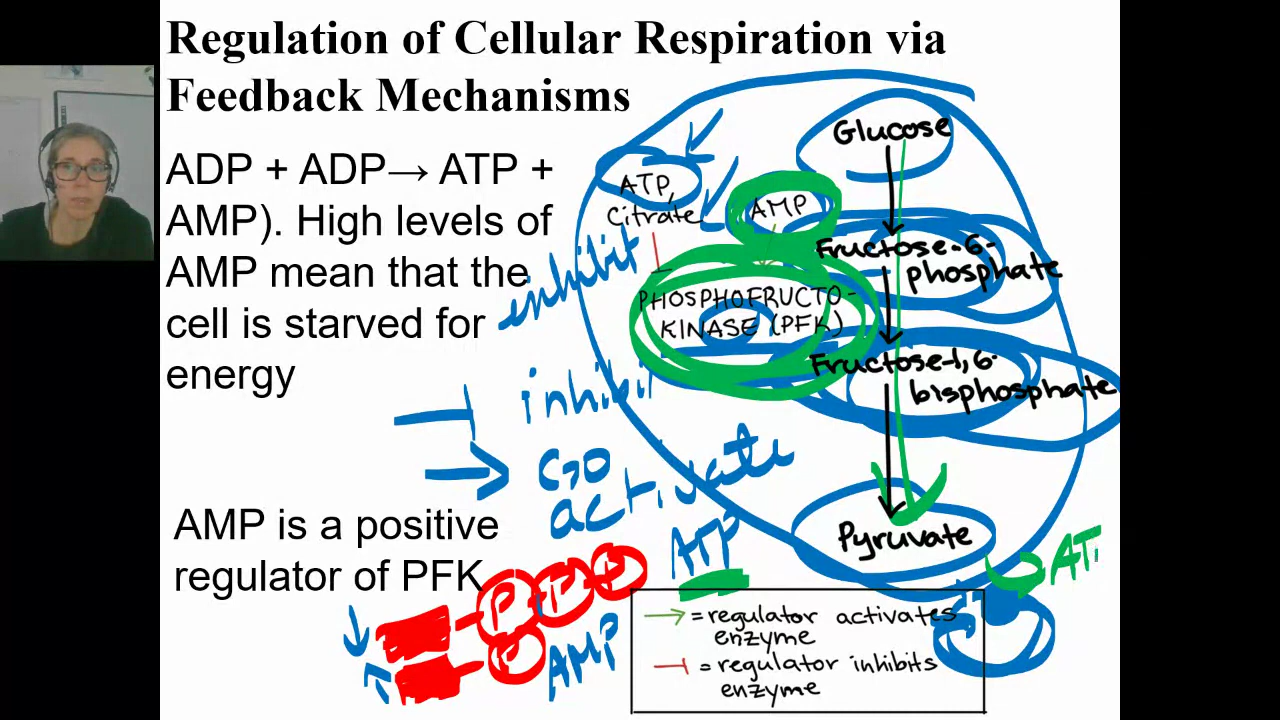 Regulation of Cellular Respiration via
Feedback Mechanisms
ADP + ADP→ ATP +
AMP). High levels of
AMP mean that the
cell is starved for
energy
AMP is a positive
regulator of PFK
Glucose
ATP,
Citrate
AMP
Fructose-6-
phosphate
PHOSPHOFRUCTO-
KINASE (PFK)
Fructose-1,6-
bisphosphate
Pyruvate
inhibit
inhibit
GO
activate
ATP
P P P
P
AMP
→ = regulator activates
enzyme
⊣ = regulator inhibits
enzyme